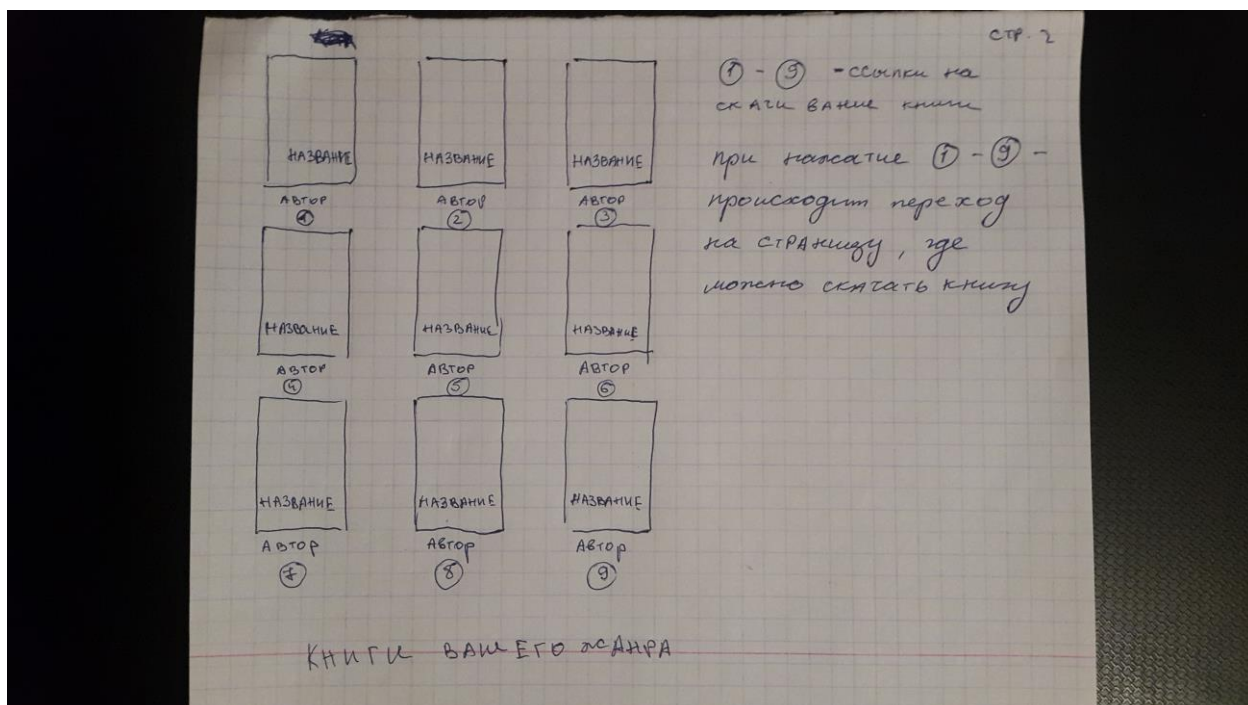 стр. 2
НАЗВАНИЕ НАЗВАНИЕ НАЗВАНИЕ
АВТОР АВТОР АВТОР
1 2 3
НАЗВАНИЕ НАЗВАНИЕ НАЗВАНИЕ
АВТОР АВТОР АВТОР
4 5 6
НАЗВАНИЕ НАЗВАНИЕ НАЗВАНИЕ
АВТОР АВТОР АВТОР
7 8 9
КНИГИ ВАШЕГО ЖАНРА
1 - 9 - ссылки на
скачивание книги
при нажатие 1 - 9 -
происходит переход
на страницу, где
можно скачать книгу